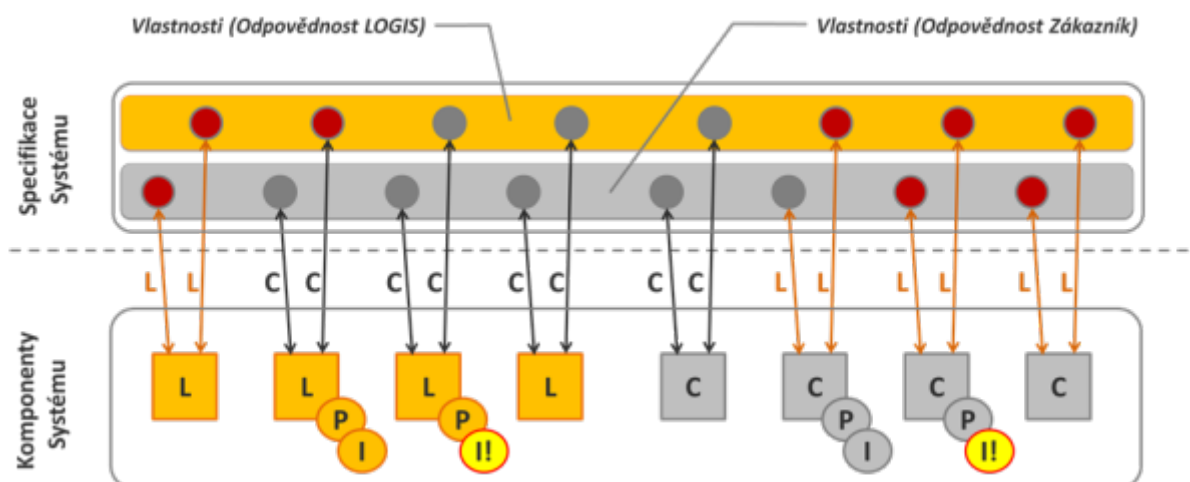 Vlastnosti (Odpovědnost LOGIS)
Vlastnosti (Odpovědnost Zákazník)
Specifikace
Systému
L L C C C C C C C C L L L L L L
Komponenty
Systému
L L L L C C C C
P P P P
I I! I I!